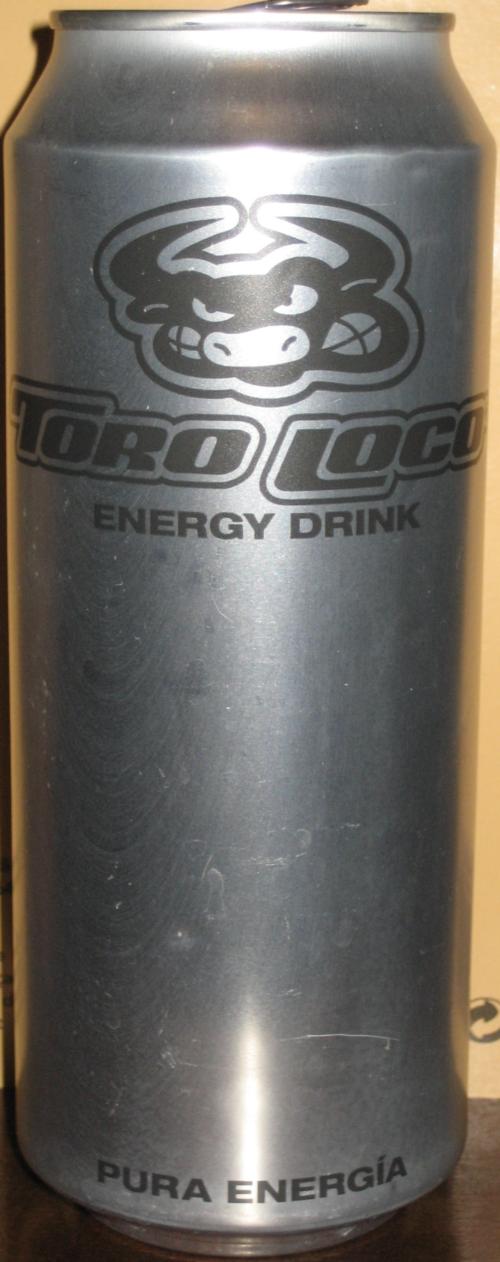 TORO LOCO
ENERGY DRINK
PURA ENERGÍA